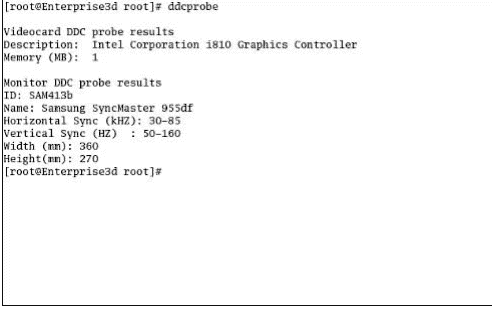 [root@Enterprise3d root]# ddcprobe
Videocard DDC probe results
Description:  Intel Corporation i810 Graphics Controller
Memory (MB):  1
Monitor DDC probe results
ID: SAM413b
Name: Samsung SyncMaster 955df
Horizontal Sync (kHZ): 30-85
Vertical Sync (HZ)  : 50-160
Width (mm): 360
Height(mm): 270
[root@Enterprise3d root]#